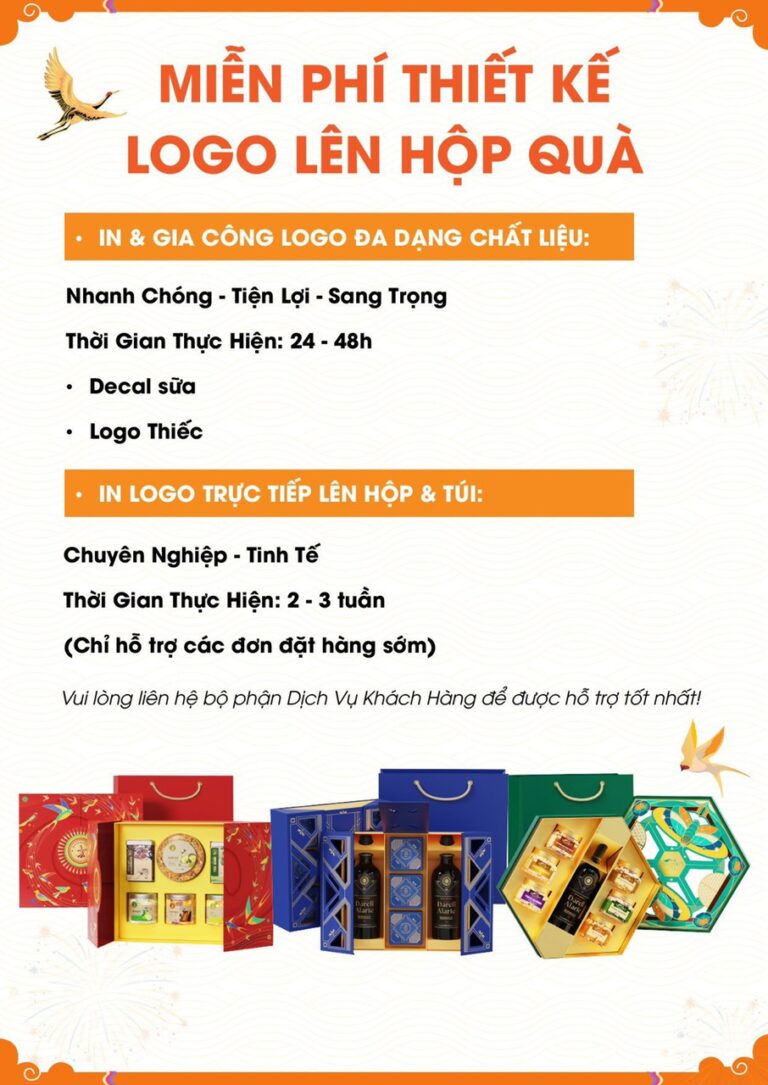 MIỄN PHÍ THIẾT KẾ
LOGO LÊN HỘP QUÀ
• IN & GIA CÔNG LOGO ĐA DẠNG CHẤT LIỆU:
Nhanh Chóng - Tiện Lợi - Sang Trọng
Thời Gian Thực Hiện: 24 - 48h
• Decal sữa
• Logo Thiếc
• IN LOGO TRỰC TIẾP LÊN HỘP & TÚI:
Chuyên Nghiệp - Tinh Tế
Thời Gian Thực Hiện: 2 - 3 tuần
(Chỉ hỗ trợ các đơn đặt hàng sớm)
Vui lòng liên hệ bộ phận Dịch Vụ Khách Hàng để được hỗ trợ tốt nhất!